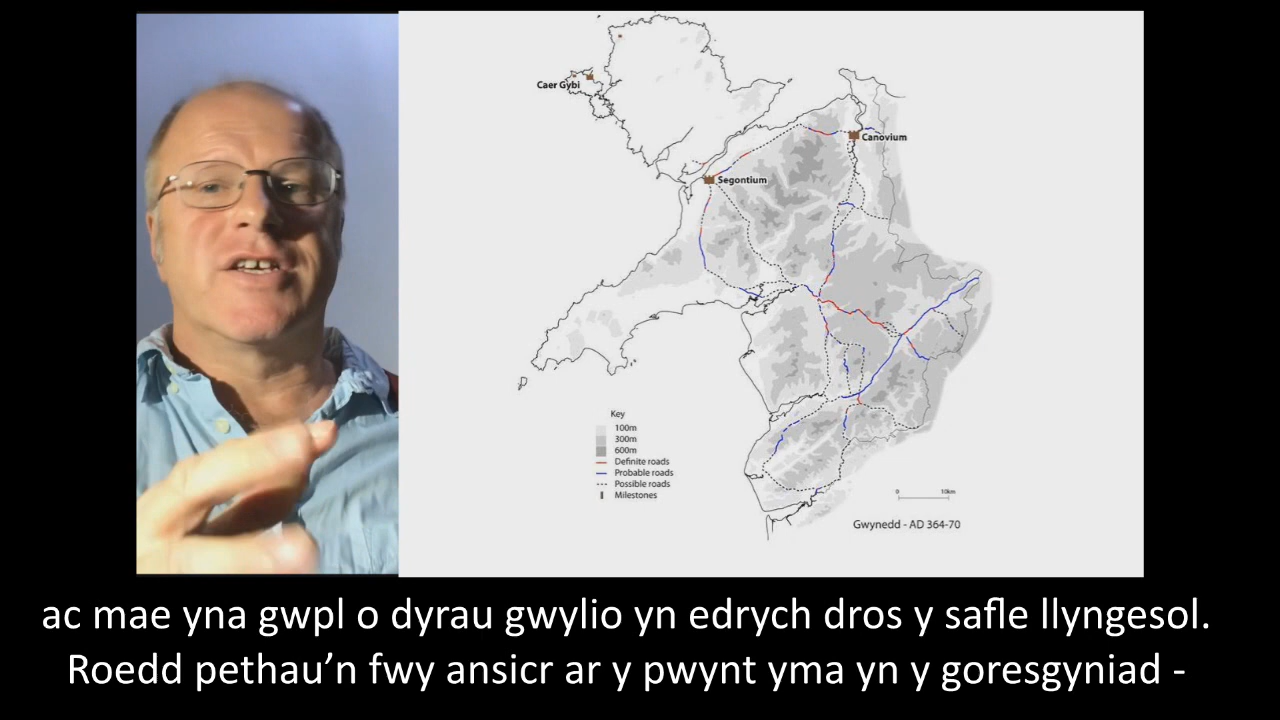 Caer Gybi
Canovium
Segontium
Key
100m
300m
600m
Definite roads
Probable roads
Possible roads
Milestones
0 10km
Gwynedd - AD 364-70
ac mae yna gwpl o dyrau gwylio yn edrych dros y safle llyngesol.
Roedd pethau’n fwy ansicr ar y pwynt yma yn y goresgyniad -